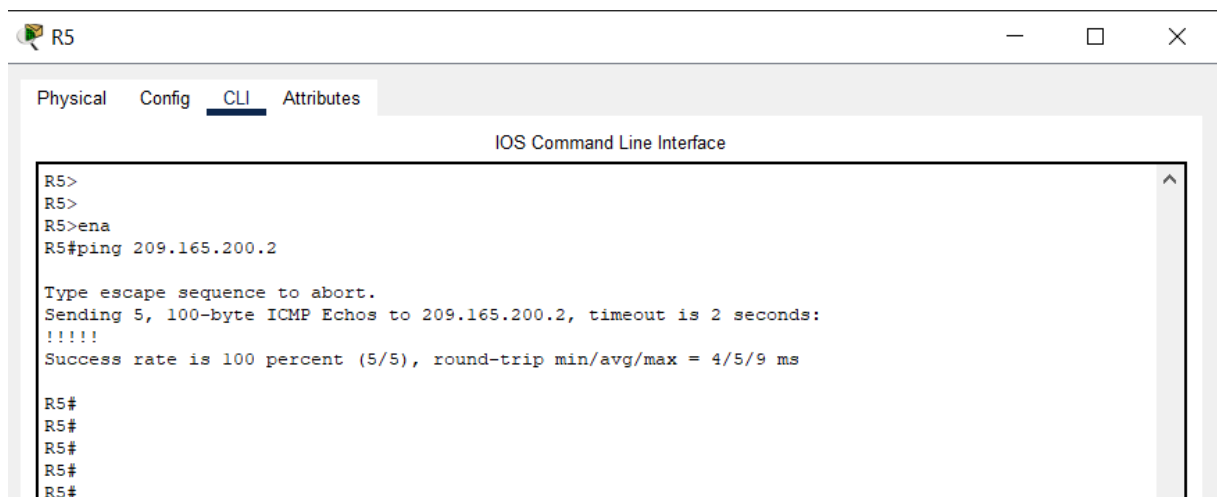 R5
Physical Config CLI Attributes
IOS Command Line Interface
R5>
R5>
R5>ena
R5#ping 209.165.200.2
Type escape sequence to abort.
Sending 5, 100-byte ICMP Echos to 209.165.200.2, timeout is 2 seconds:
!!!!!
Success rate is 100 percent (5/5), round-trip min/avg/max = 4/5/9 ms
R5#
R5#
R5#
R5#
R5#